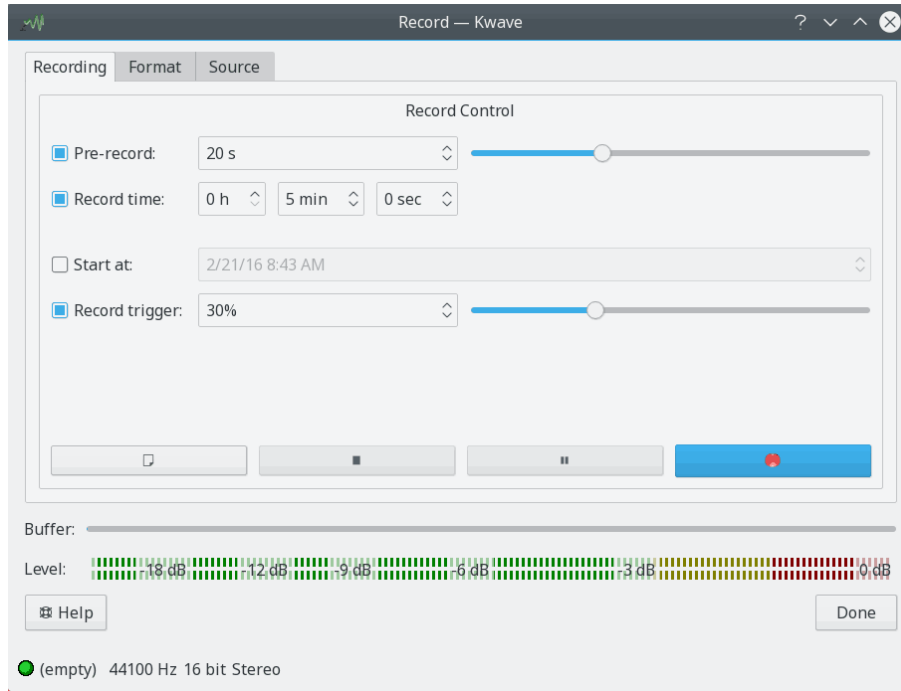 Record — Kwave
Recording Format Source
Record Control
Pre-record: 20 s
Record time: 0 h 5 min 0 sec
Start at: 2/21/16 8:43 AM
Record trigger: 30%
Buffer:
Level: -18 dB -12 dB -9 dB -6 dB -3 dB 0 dB
Help Done
(empty) 44100 Hz 16 bit Stereo